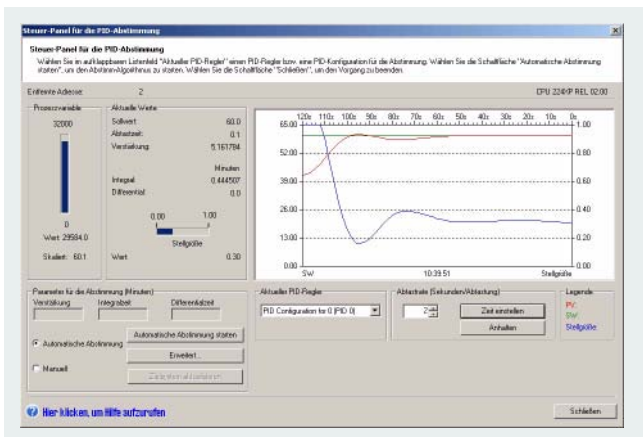 Steuer-Panel für die PID-Abstimmung
Steuer-Panel für die PID-Abstimmung
Wählen Sie im aufklappbaren Listenfeld "Aktueller PID-Regler" einen PID-Regler bzw. eine PID-Konfiguration für die Abstimmung. Wählen Sie die Schaltfläche "Automatische Abstimmung
starten", um den Abstimm-Algorithmus zu starten. Wählen Sie die Schaltfläche "Schließen", um den Vorgang zu beenden.
Entfernte Adresse: 2 CPU 224XP REL 02.00
Prozessvariable
32000
0
Wert 29584.0
Skaliert: 60.1
Aktuelle Werte
Sollwert: 60.0
Abtastzeit: 0.1
Verstärkung: 5.161784
Minuten
Integral: 0.444507
Differential: 0.0
0.00 1.00
Stellgröße
Wert: 0.30
120s 110s 100s 90s 80s 70s 60s 50s 40s 30s 20s 10s 0s
65.00 1.00
52.00 0.80
39.00 0.60
26.00 0.40
13.00 0.20
0.00 0.00
SW 10:39:51 Stellgröße
Parameter für die Abstimmung (Minuten)
Verstärkung Integralzeit Differentialzeit
Automatische Abstimmung
Automatische Abstimmung starten
Erweitert...
Manuell
Aktueller PID-Regler
PID Configuration for 0 (PID 0)
Abtastrate (Sekunden/Abtastung)
2
Zeit einstellen
Anhalten
Legende
PV:
SW:
Stellgröße
Hier klicken, um Hilfe aufzurufen
Schließen